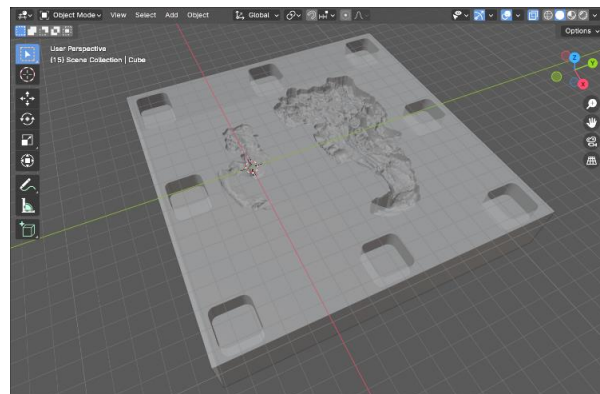 Object Mode View Select Add Object Global
Options
User Perspective
(15) Scene Collection | Cube
Z
Y
X